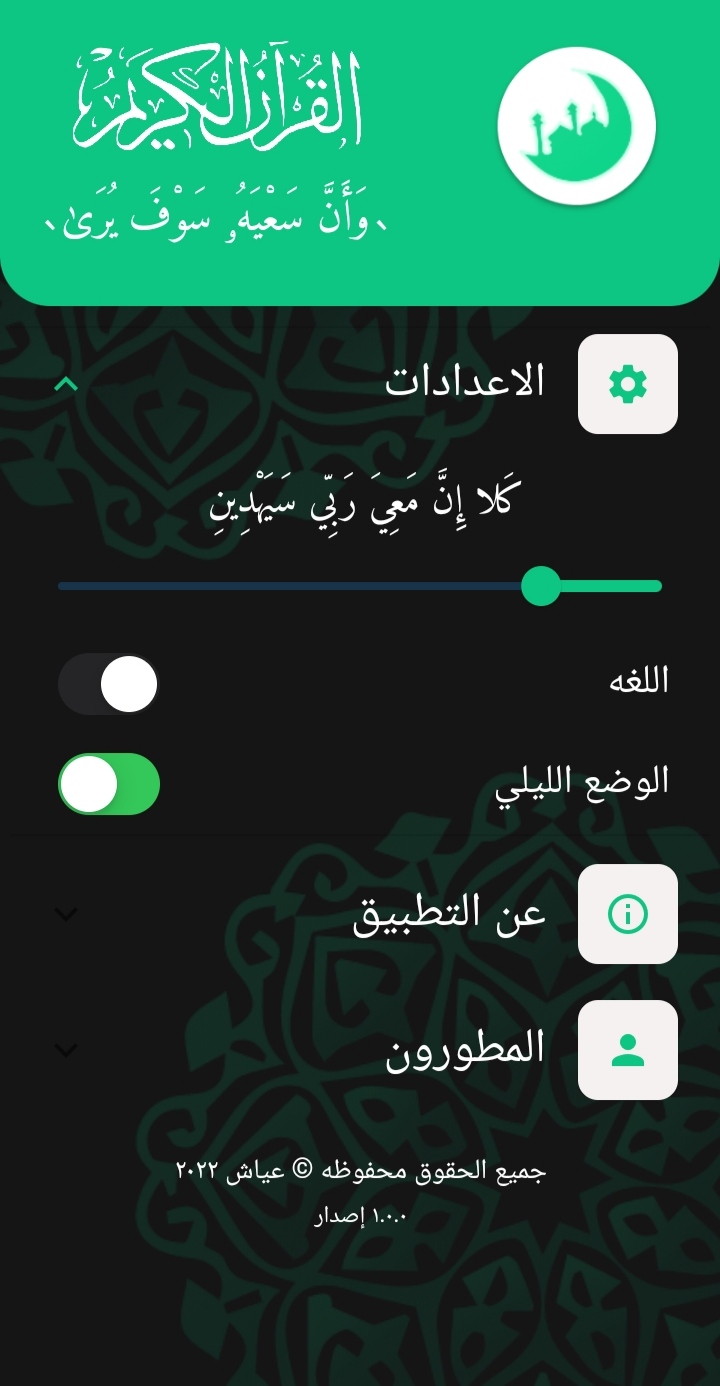 القرآن الكريم
، وَأَنَّ سَعْيَهُۥ سَوْفَ يُرَىٰ ،
الاعدادات
كَلا إِنَّ مَعِيَ رَبِّي سَيَهْدِينِ
اللغه
الوضع الليلي
عن التطبيق
المطورون
جميع الحقوق محفوظه © عياش ٢٠٢٢
١.٠.٠ إصدار